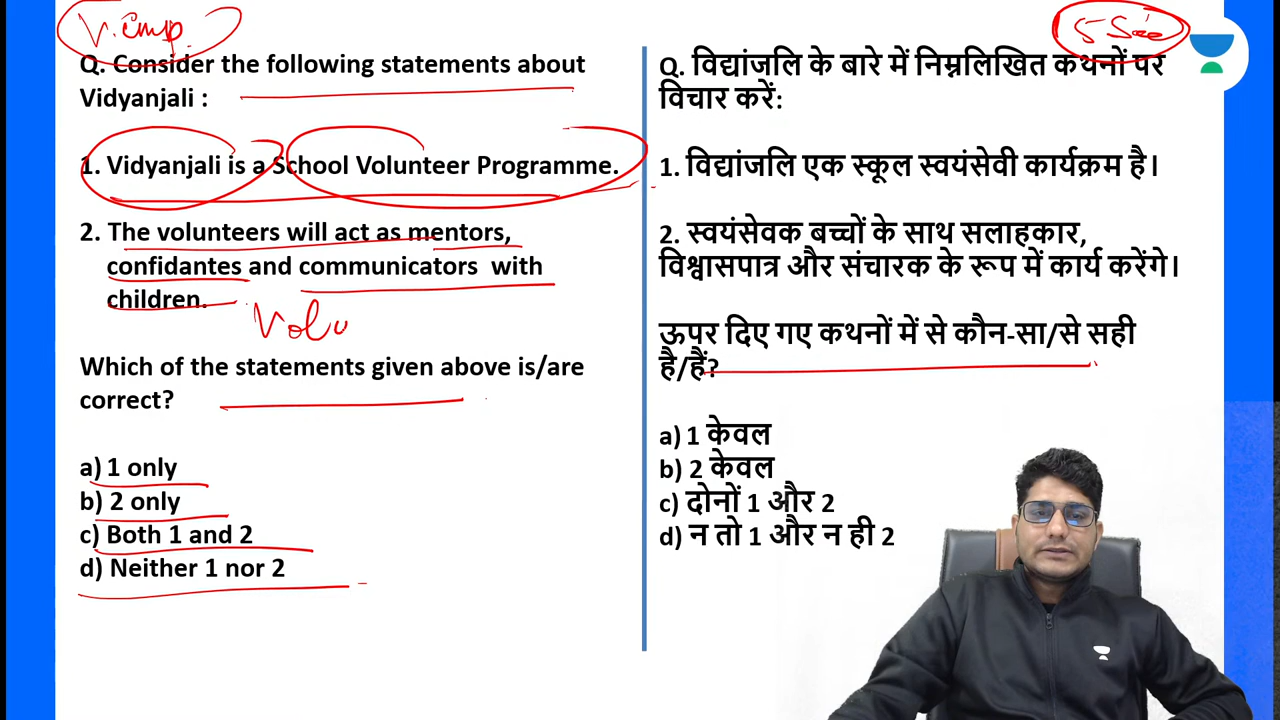 V. imp
5 Sec
Q. Consider the following statements about
Vidyanjali :
1. Vidyanjali is a School Volunteer Programme.
2. The volunteers will act as mentors,
confidantes and communicators with
children.
Volu
Which of the statements given above is/are
correct?
a) 1 only
b) 2 only
c) Both 1 and 2
d) Neither 1 nor 2
Q. विद्यांजलि के बारे में निम्नलिखित कथनों पर
विचार करें:
1. विद्यांजलि एक स्कूल स्वयंसेवी कार्यक्रम है।
2. स्वयंसेवक बच्चों के साथ सलाहकार,
विश्वासपात्र और संचारक के रूप में कार्य करेंगे।
ऊपर दिए गए कथनों में से कौन-सा/से सही
है/हैं?
a) 1 केवल
b) 2 केवल
c) दोनों 1 और 2
d) न तो 1 और न ही 2